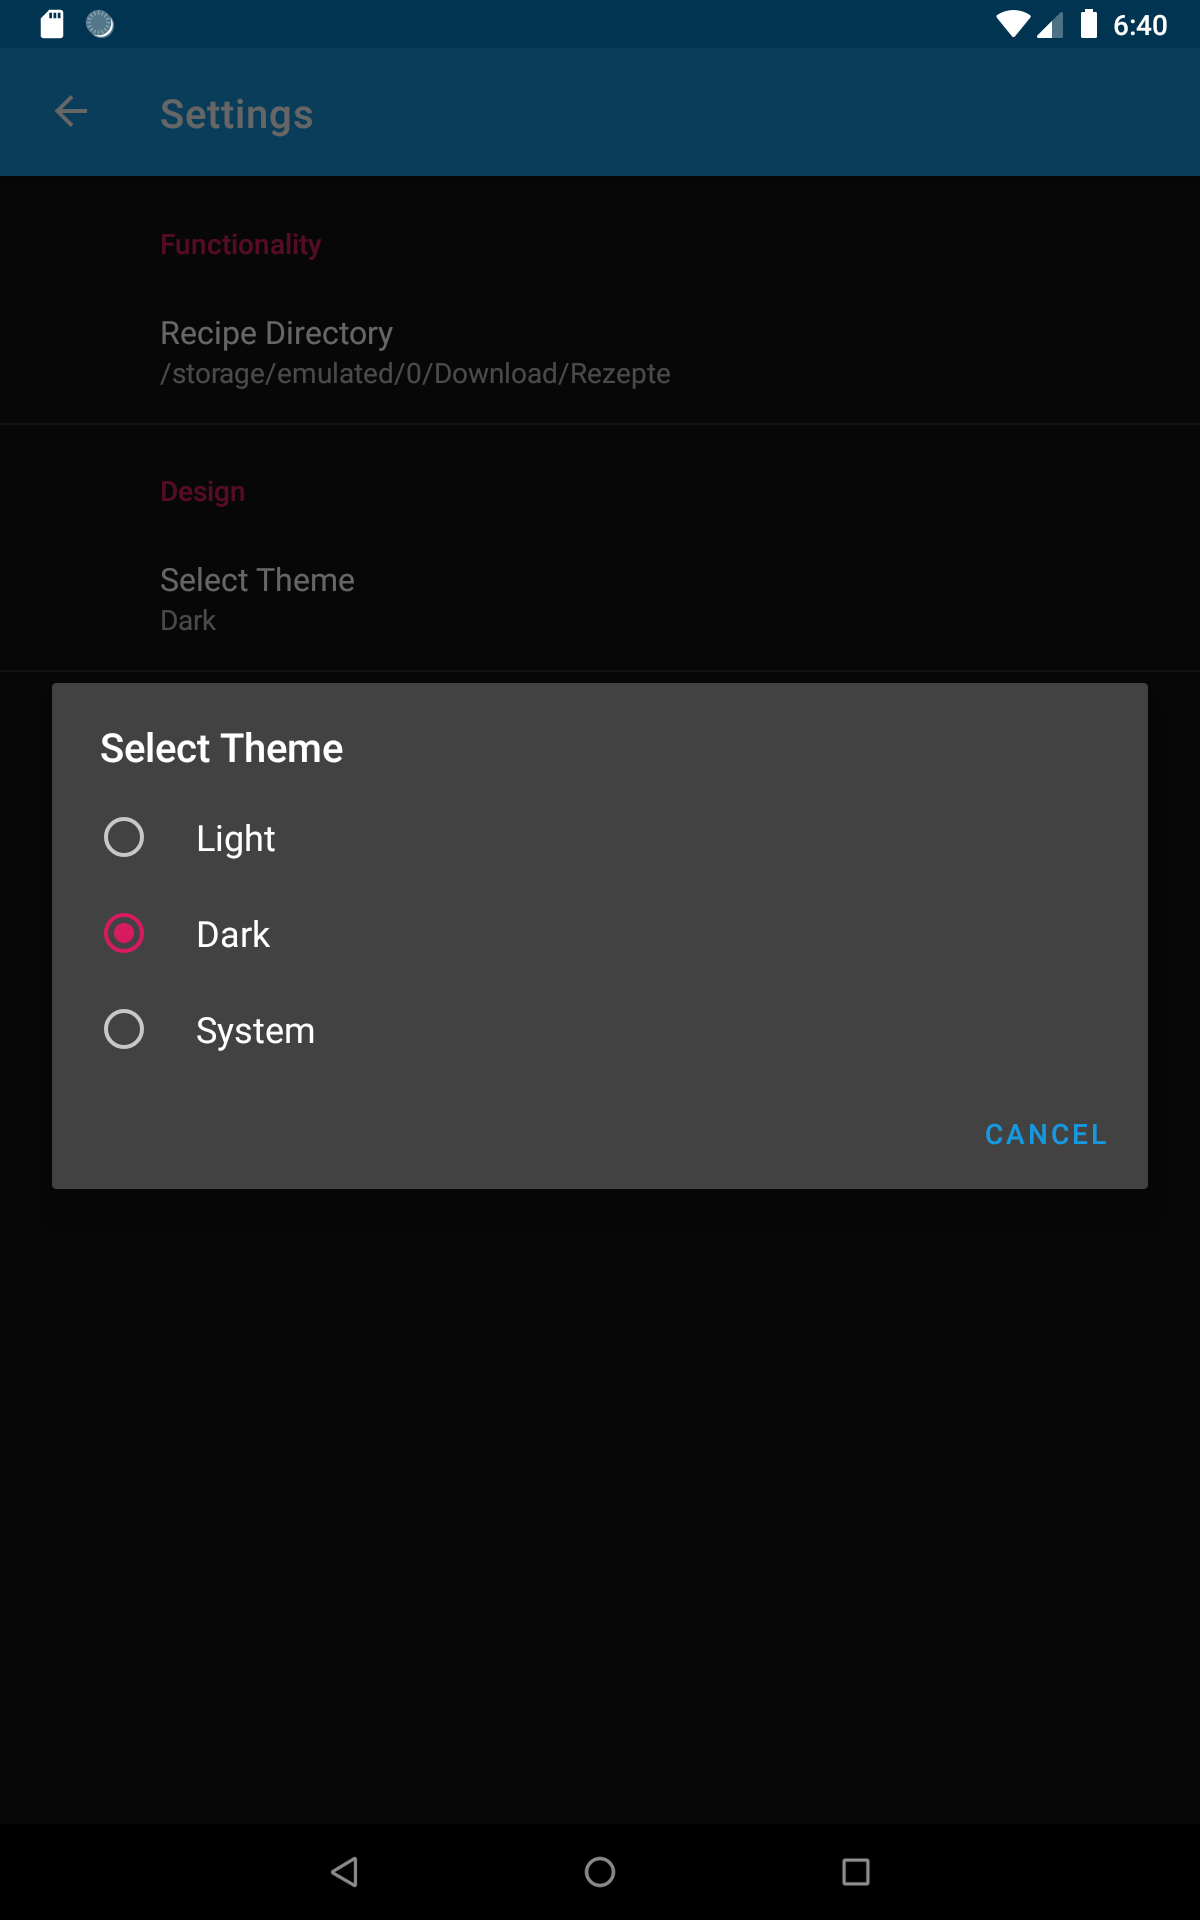 6:40
Settings
Functionality
Recipe Directory
/storage/emulated/0/Download/Rezepte
Design
Select Theme
Dark
Select Theme
Light
Dark
System
CANCEL